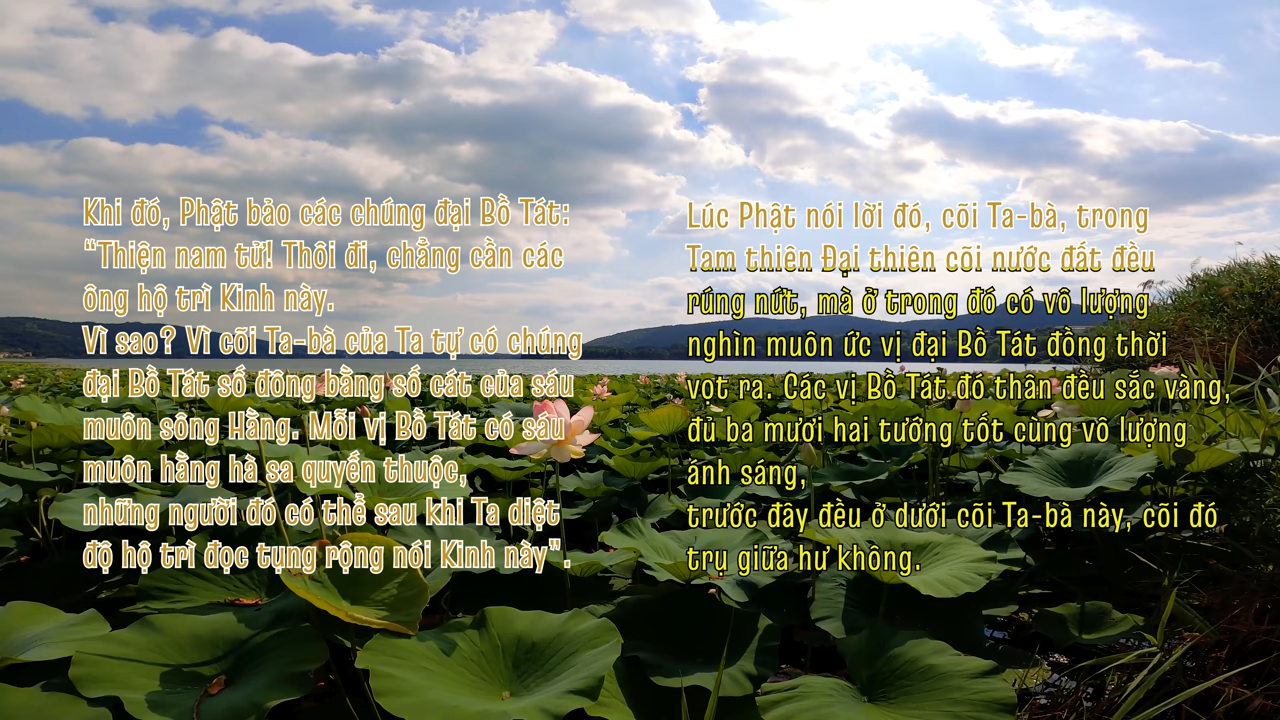 Khi đó, Phật bảo các chúng đại Bồ Tát:
“Thiện nam tử! Thôi đi, chẳng cần các
ông hộ trì Kinh này.
Vì sao? Vì cõi Ta-bà của Ta tự có chúng
đại Bồ Tát số đông bằng số cát của sáu
muôn sông Hằng. Mỗi vị Bồ Tát có sáu
muôn hằng hà sa quyến thuộc,
những người đó có thể sau khi Ta diệt
độ hộ trì đọc tụng rộng nói Kinh này”.
Lúc Phật nói lời đó, cõi Ta-bà, trong
Tam thiên Đại thiên cõi nước đất đều
rúng nứt, mà ở trong đó có vô lượng
nghìn muôn ức vị đại Bồ Tát đồng thời
vọt ra. Các vị Bồ Tát đó thân đều sắc vàng,
đủ ba mươi hai tướng tốt cùng vô lượng
ánh sáng,
trước đây đều ở dưới cõi Ta-bà này, cõi đó
trụ giữa hư không.